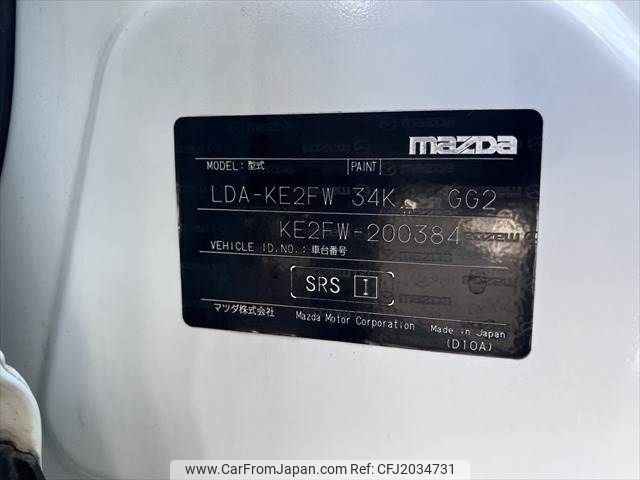 mazda
MODEL: 型式 PAINT
LDA-KE2FW 34K GG2
KE2FW-200384
VEHICLE ID.NO.: 車台番号
SRS I
マツダ株式会社 Mazda Motor Corporation Made in Japan
(D10A)
www.CarFromJapan.com | CFJ2034731